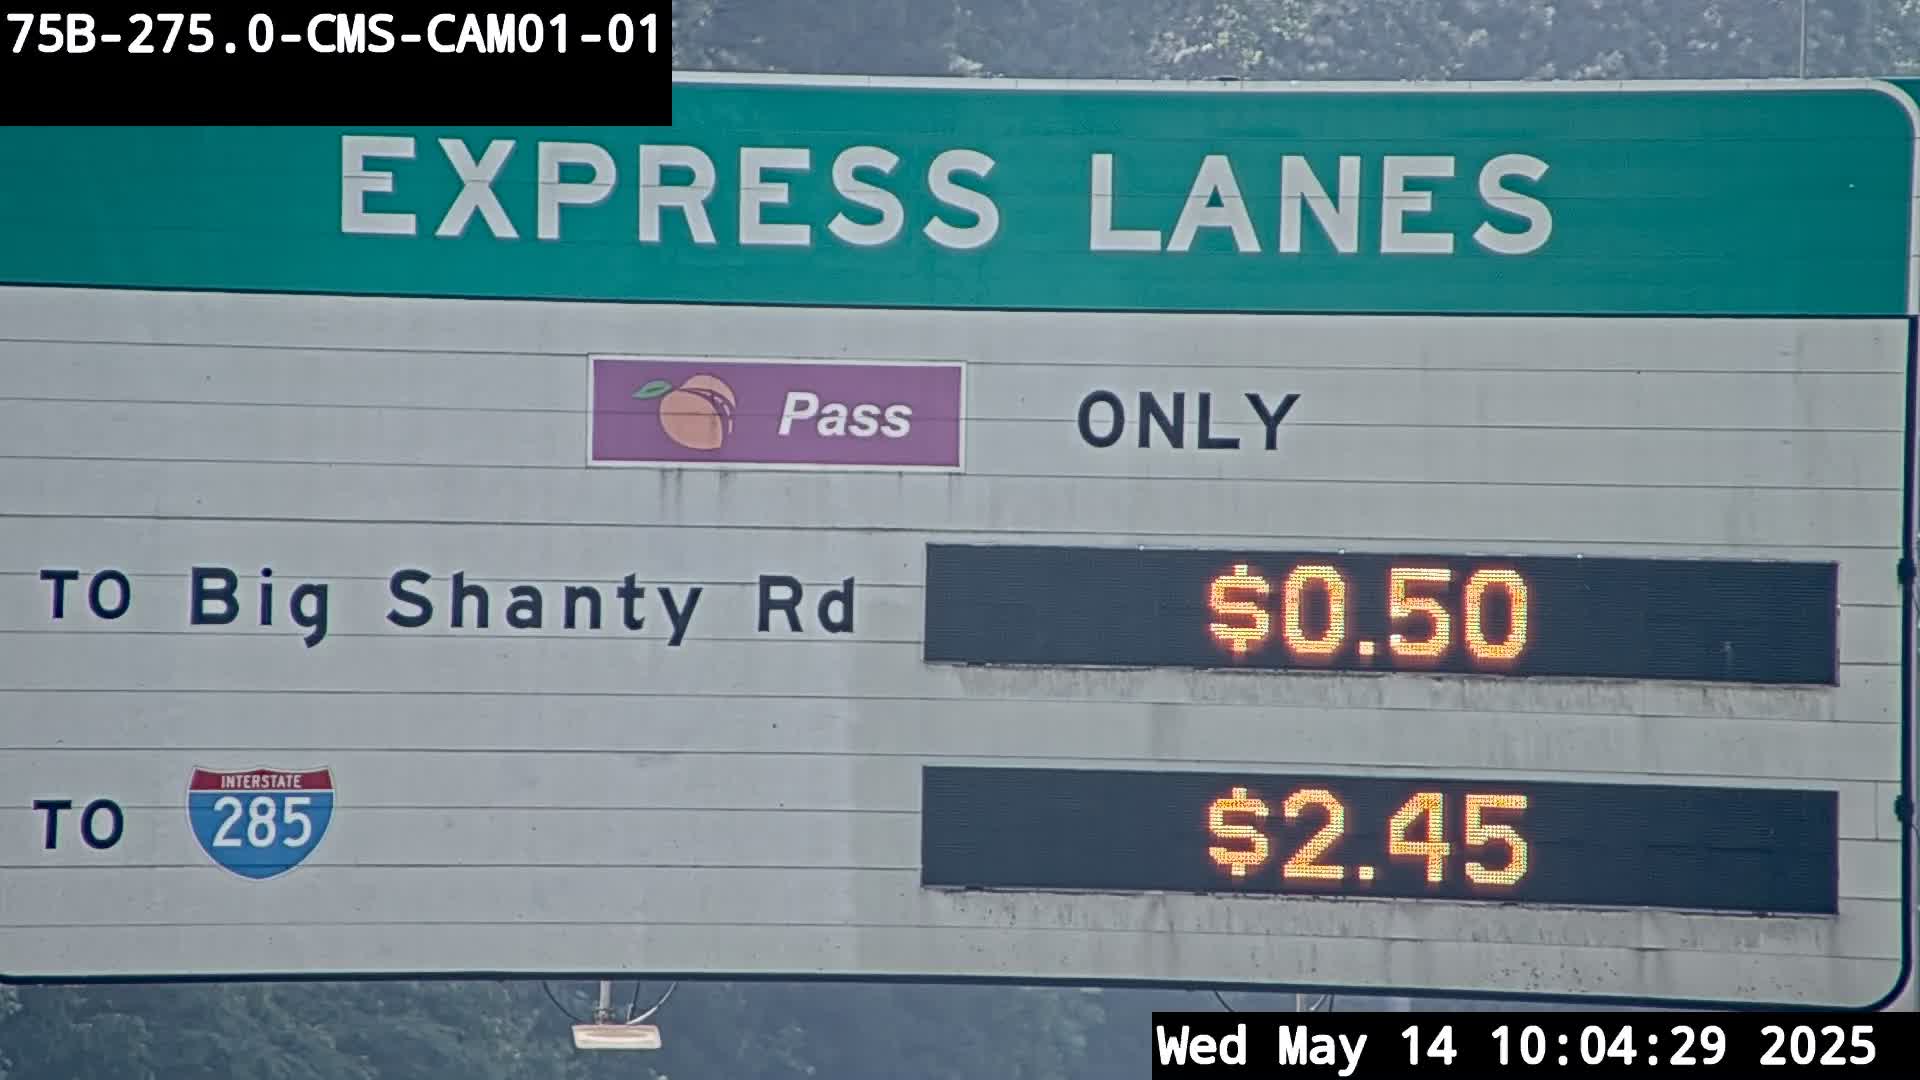 75B-275.0-CMS-CAM01-01
EXPRESS LANES
Pass ONLY
TO Big Shanty Rd $0.50
INTERSTATE
TO 285 $2.45
Wed May 14 10:04:29 2025